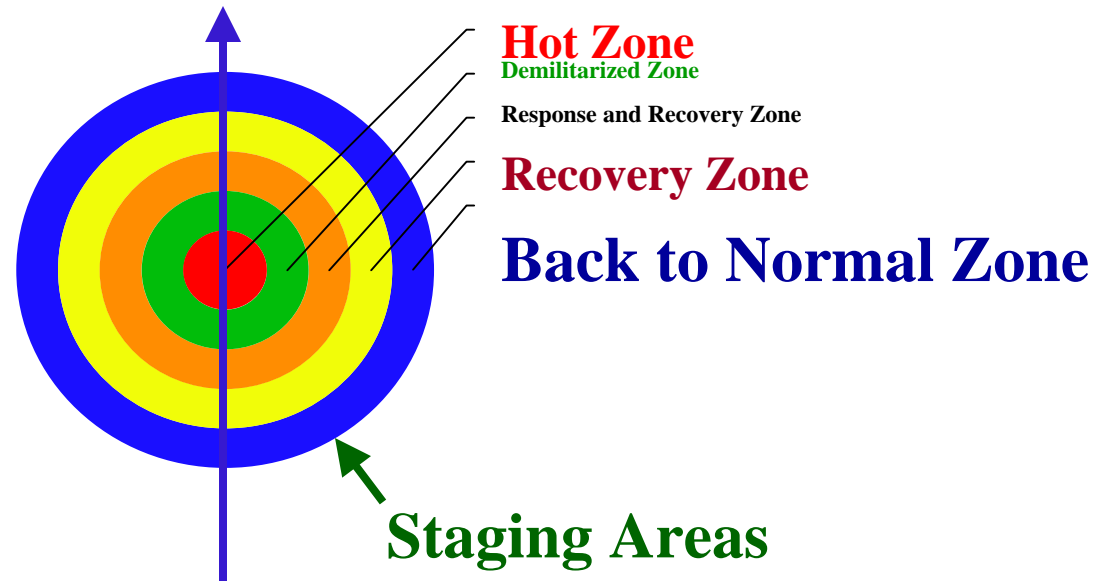 Hot Zone
Demilitarized Zone
Response and Recovery Zone
Recovery Zone
Back to Normal Zone
Staging Areas